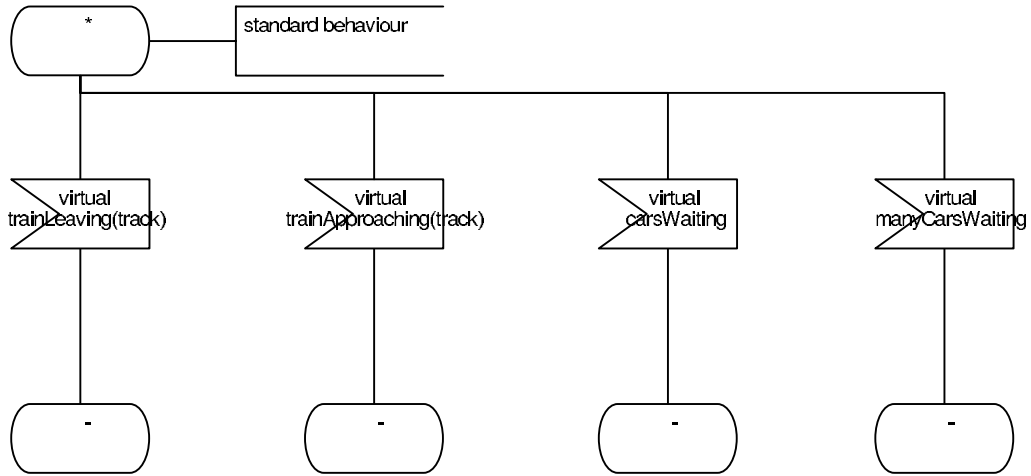 *
standard behaviour
virtual
trainLeaving(track)
virtual
trainApproaching(track)
virtual
carsWaiting
virtual
manyCarsWaiting
-
-
-
-